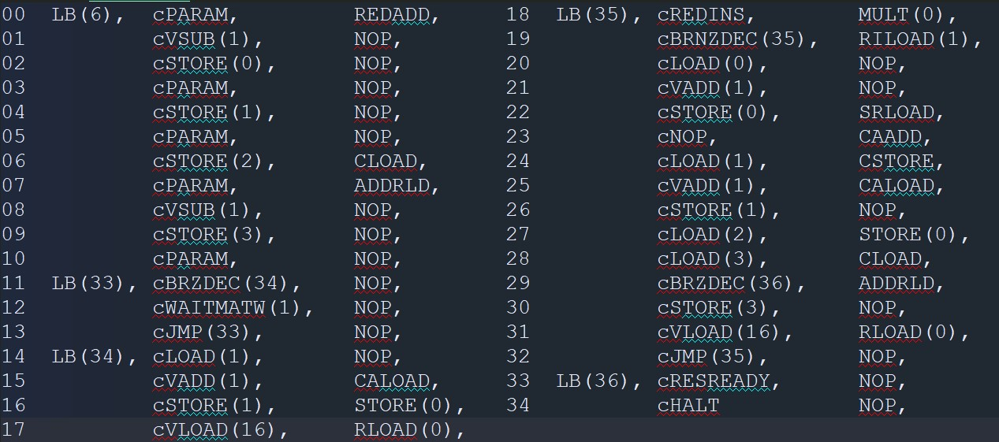 00 LB(6), cPARAM, REDADD,
01 cVSUB(1), NOP,
02 cSTORE(0), NOP,
03 cPARAM, NOP,
04 cSTORE(1), NOP,
05 cPARAM, NOP,
06 cSTORE(2), CLOAD,
07 cPARAM, ADDRLD,
08 cVSUB(1), NOP,
09 cSTORE(3), NOP,
10 cPARAM, NOP,
11 LB(33), cBRZDEC(34), NOP,
12 cWAITMATW(1), NOP,
13 cJMP(33), NOP,
14 LB(34), cLOAD(1), NOP,
15 cVADD(1), CALOAD,
16 cSTORE(1), STORE(0),
17 cVLOAD(16), RLOAD(0),
18 LB(35), cREDINS, MULT(0),
19 cBRNZDEC(35), RILOAD(1),
20 cLOAD(0), NOP,
21 cVADD(1), NOP,
22 cSTORE(0), SRLOAD,
23 cNOP, CAADD,
24 cLOAD(1), CSTORE,
25 cVADD(1), CALOAD,
26 cSTORE(1), NOP,
27 cLOAD(2), STORE(0),
28 cLOAD(3), CLOAD,
29 cBRZDEC(36), ADDRLD,
30 cSTORE(3), NOP,
31 cVLOAD(16), RLOAD(0),
32 cJMP(35), NOP,
33 LB(36), cRESREADY, NOP,
34 cHALT NOP,